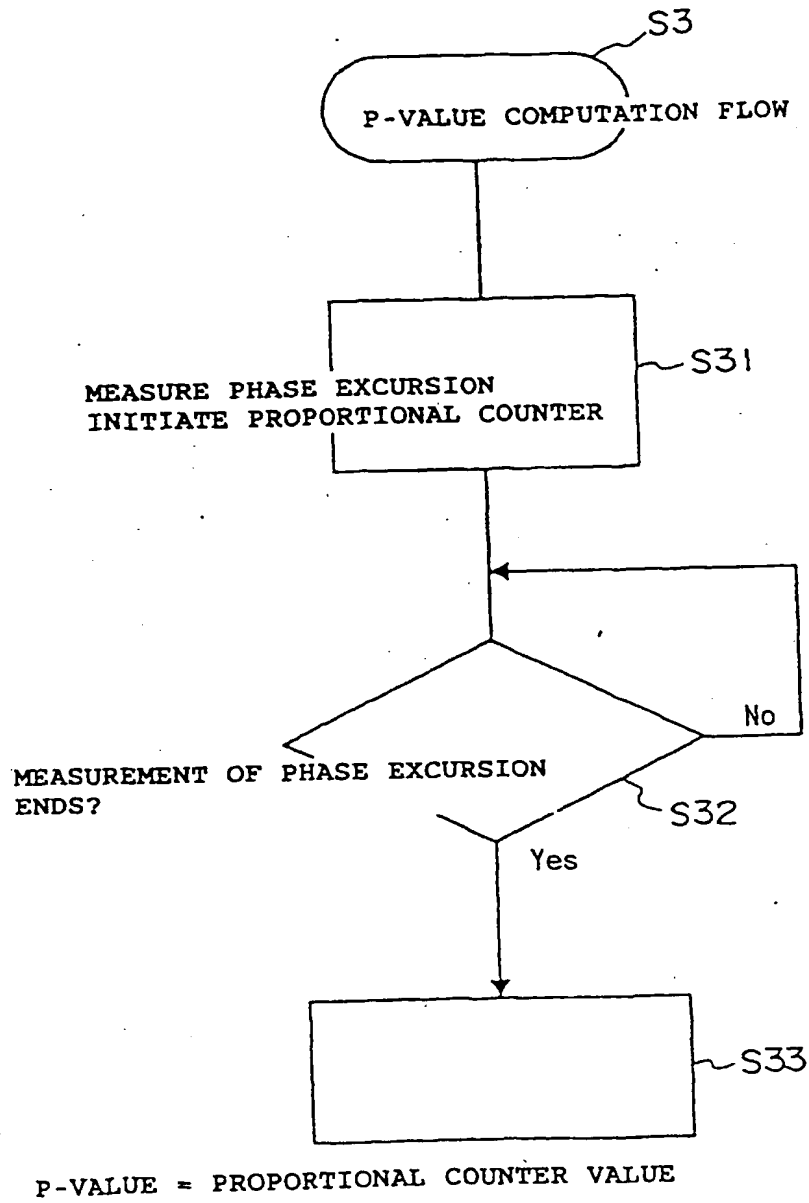 S3
P-VALUE COMPUTATION FLOW
S31
MEASURE PHASE EXCURSION
INITIATE PROPORTIONAL COUNTER
No
MEASUREMENT OF PHASE EXCURSION
ENDS?
S32
Yes
S33
P-VALUE = PROPORTIONAL COUNTER VALUE